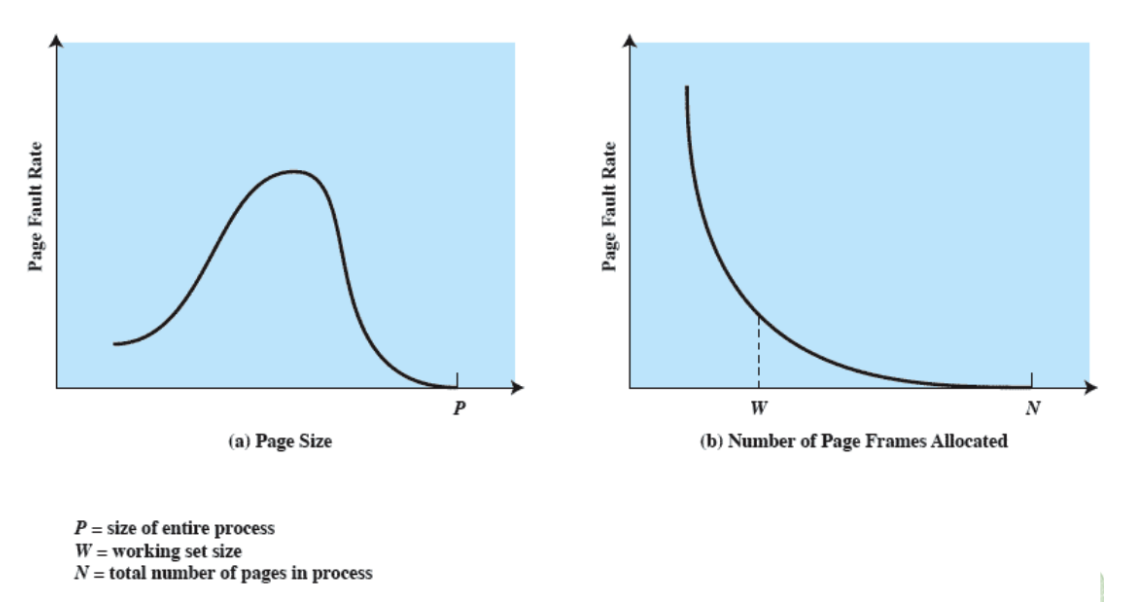 Page Fault Rate
P
(a) Page Size
Page Fault Rate
W
N
(b) Number of Page Frames Allocated
P = size of entire process
W = working set size
N = total number of pages in process